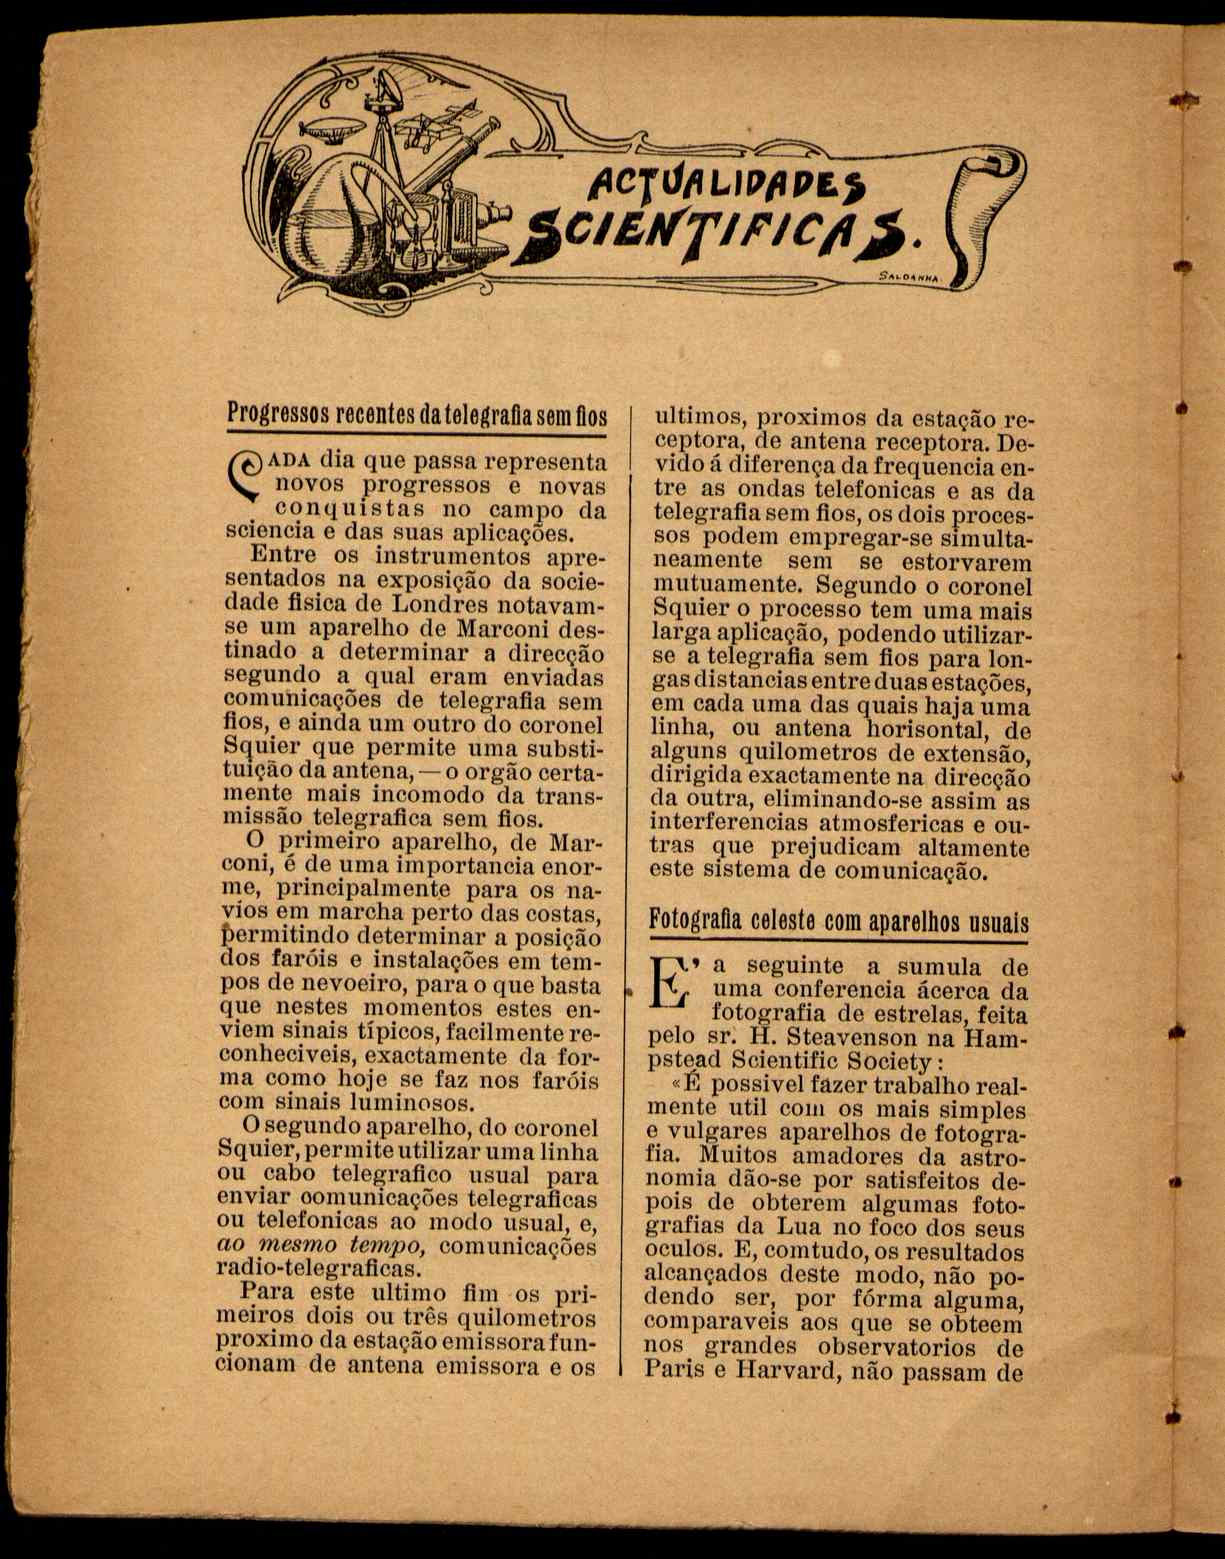 ACTUALIDADES
SCIENTIFICAS.
SALDANHA
Progressos recentes da telegrafia sem fios
CADA dia que passa representa
novos progressos e novas
conquistas no campo da
sciencia e das suas aplicações.
Entre os instrumentos apre-
sentados na exposição da socie-
dade fisica de Londres notavam-
se um aparelho de Marconi des-
tinado a determinar a direcção
segundo a qual eram enviadas
comunicações de telegrafia sem
fios, e ainda um outro do coronel
Squier que permite uma substi-
tuição da antena, — o orgão certa-
mente mais incomodo da trans-
missão telegrafica sem fios.
O primeiro aparelho, de Mar-
coni, é de uma importancia enor-
me, principalmente para os na-
vios em marcha perto das costas,
permitindo determinar a posição
dos faróis e instalações em tem-
pos de nevoeiro, para o que basta
que nestes momentos estes en-
viem sinais típicos, facilmente re-
conheciveis, exactamente da for-
ma como hoje se faz nos faróis
com sinais luminosos.
O segundo aparelho, do coronel
Squier, permite utilizar uma linha
ou cabo telegrafico usual para
enviar oomunicações telegraficas
ou telefonicas ao modo usual, e,
ao mesmo tempo, comunicações
radio-telegraficas.
Para este ultimo fim os pri-
meiros dois ou três quilometros
proximo da estação emissora fun-
cionam de antena emissora e os
ultimos, proximos da estação re-
ceptora, de antena receptora. De-
vido á diferença da frequencia en-
tre as ondas telefonicas e as da
telegrafia sem fios, os dois proces-
sos podem empregar-se simulta-
neamente sem se estorvarem
mutuamente. Segundo o coronel
Squier o processo tem uma mais
larga aplicação, podendo utilizar-
se a telegrafia sem fios para lon-
gas distancias entre duas estações,
em cada uma das quais haja uma
linha, ou antena horisontal, de
alguns quilometros de extensão,
dirigida exactamente na direcção
da outra, eliminando-se assim as
interferencias atmosfericas e ou-
tras que prejudicam altamente
este sistema de comunicação.
Fotografia celeste com aparelhos usuais
E' a seguinte a sumula de
uma conferencia ácerca da
fotografia de estrelas, feita
pelo sr. H. Steavenson na Ham-
pstead Scientific Society:
«É possivel fazer trabalho real-
mente util com os mais simples
e vulgares aparelhos de fotogra-
fia. Muitos amadores da astro-
nomia dão-se por satisfeitos de-
pois de obterem algumas foto-
grafias da Lua no foco dos seus
oculos. E, comtudo, os resultados
alcançados deste modo, não po-
dendo ser, por fórma alguma,
comparaveis aos que se obteem
nos grandes observatorios de
Paris e Harvard, não passam de